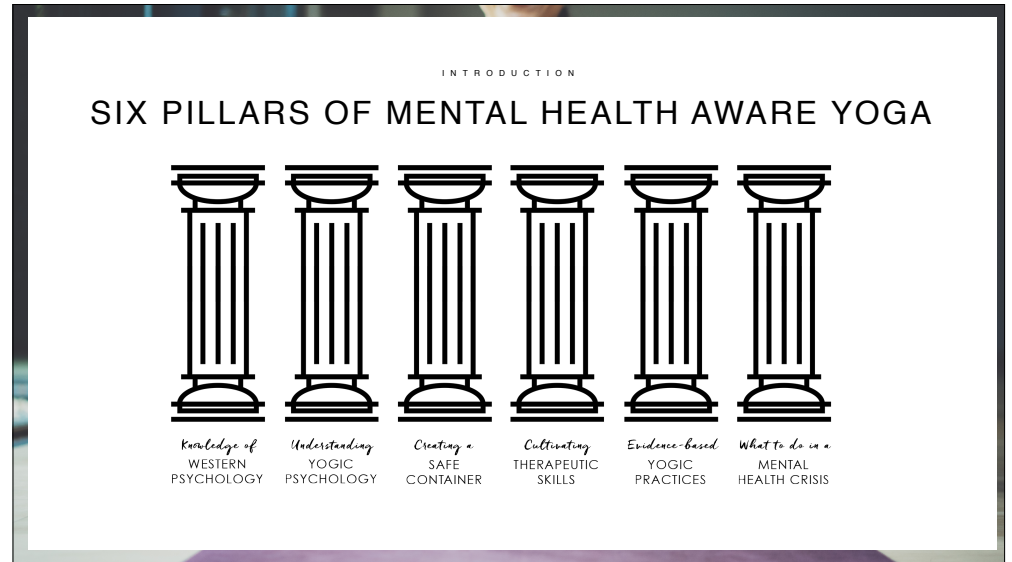 INTRODUCTION
SIX PILLARS OF MENTAL HEALTH AWARE YOGA
Knowledge of
WESTERN
PSYCHOLOGY
Understanding
YOGIC
PSYCHOLOGY
Creating a
SAFE
CONTAINER
Cultivating
THERAPEUTIC
SKILLS
Evidence-based
YOGIC
PRACTICES
What to do in a
MENTAL
HEALTH CRISIS